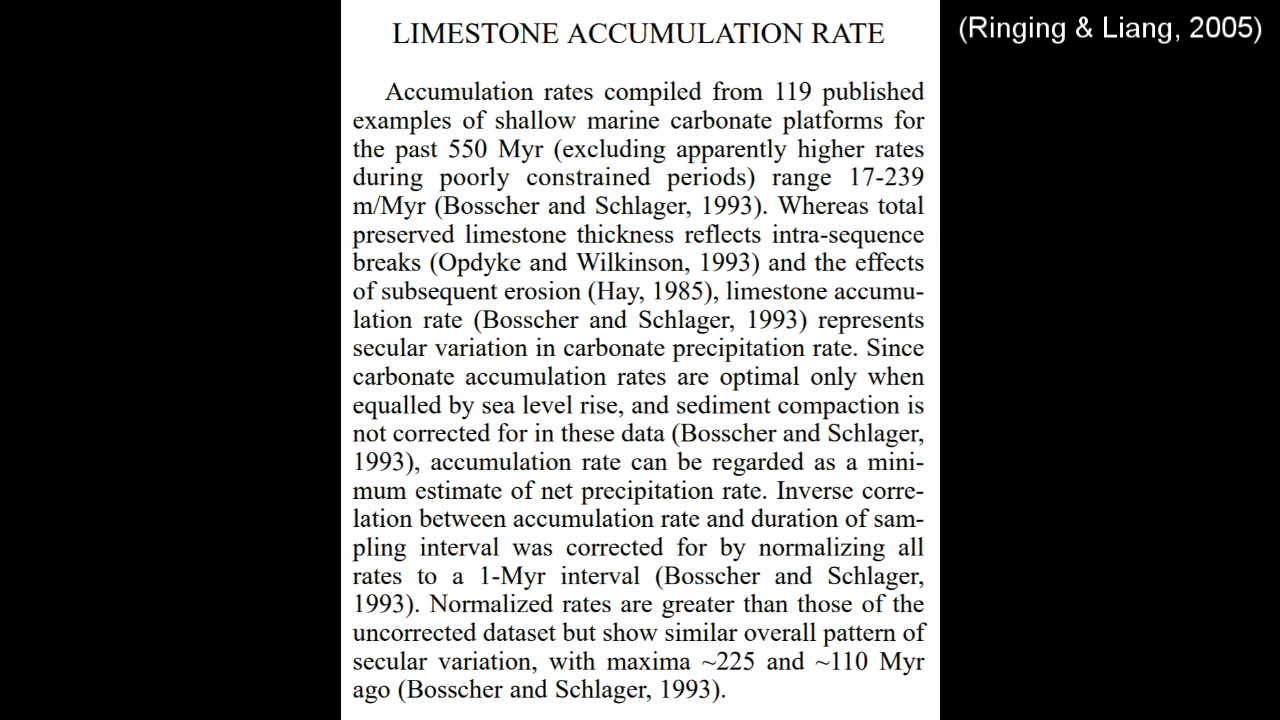 LIMESTONE ACCUMULATION RATE
(Ringing & Liang, 2005)
Accumulation rates compiled from 119 published
examples of shallow marine carbonate platforms for
the past 550 Myr (excluding apparently higher rates
during poorly constrained periods) range 17-239
m/Myr (Bosscher and Schlager, 1993). Whereas total
preserved limestone thickness reflects intra-sequence
breaks (Opdyke and Wilkinson, 1993) and the effects
of subsequent erosion (Hay, 1985), limestone accumu-
lation rate (Bosscher and Schlager, 1993) represents
secular variation in carbonate precipitation rate. Since
carbonate accumulation rates are optimal only when
equalled by sea level rise, and sediment compaction is
not corrected for in these data (Bosscher and Schlager,
1993), accumulation rate can be regarded as a mini-
mum estimate of net precipitation rate. Inverse corre-
lation between accumulation rate and duration of sam-
pling interval was corrected for by normalizing all
rates to a 1-Myr interval (Bosscher and Schlager,
1993). Normalized rates are greater than those of the
uncorrected dataset but show similar overall pattern of
secular variation, with maxima ~225 and ~110 Myr
ago (Bosscher and Schlager, 1993).